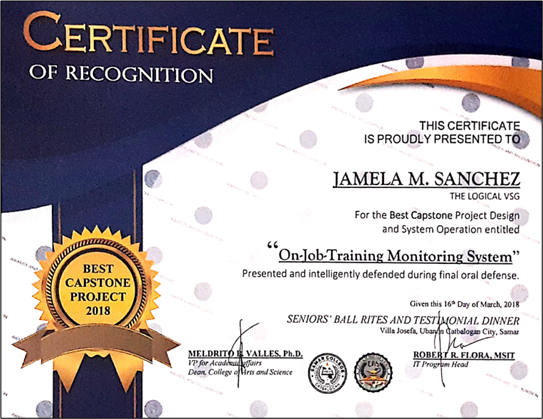 CERTIFICATE
OF RECOGNITION
THIS CERTIFICATE
IS PROUDLY PRESENTED TO
JAMELA M. SANCHEZ
THE LOGICAL VSG
For the Best Capstone Project Design
and System Operation entitled
“On-Job-Training Monitoring System”
Presented and intelligently defended during final oral defense.
BEST
CAPSTONE
PROJECT
2018
Given this 16th Day of March, 2018
SENIORS' BALL RITES AND TESTIMONIAL DINNER
Villa Josefa, Catbalogan City, Samar
MELDRITO VALLES, Ph.D.
VP for Academic Affairs
Dean, College of Arts and Science
SAMAR COLLEGE
ROBERT R. FLORA, MSIT
IT Program Head